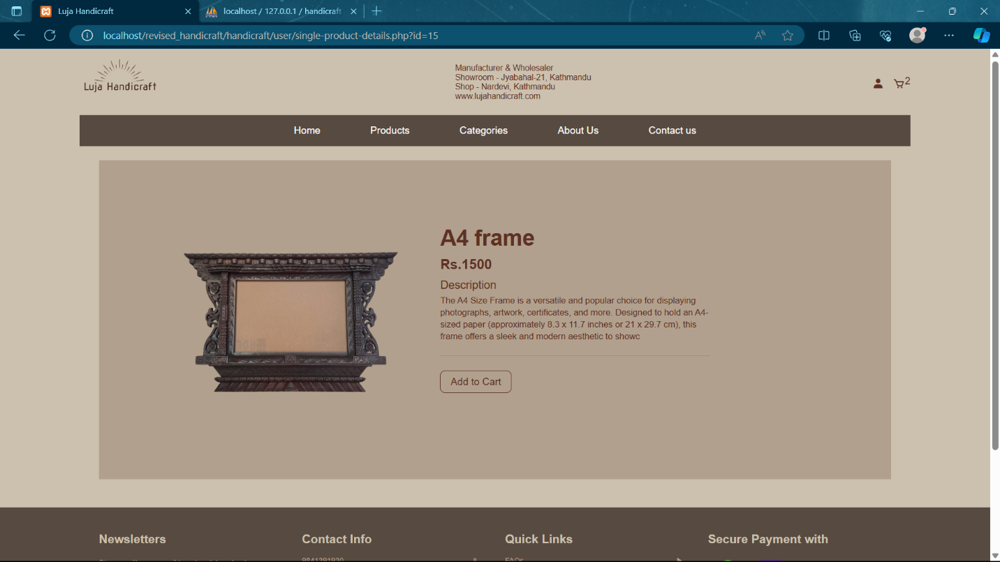 Luja Handicraft
localhost / 127.0.0.1 / handicraft
localhost/revised_handicraft/handicraft/user/single-product-details.php?id=15
Luja Handicraft
Manufacturer & Wholesaler
Showroom - Jyabahal-21, Kathmandu
Shop - Nardevi, Kathmandu
www.lujahandicraft.com
2
Home Products Categories About Us Contact us
A4 frame
Rs.1500
Description
The A4 Size Frame is a versatile and popular choice for displaying
photographs, artwork, certificates, and more. Designed to hold an A4-
sized paper (approximately 8.3 x 11.7 inches or 21 x 29.7 cm), this
frame offers a sleek and modern aesthetic to showc
Add to Cart
Newsletters Contact Info Quick Links Secure Payment with